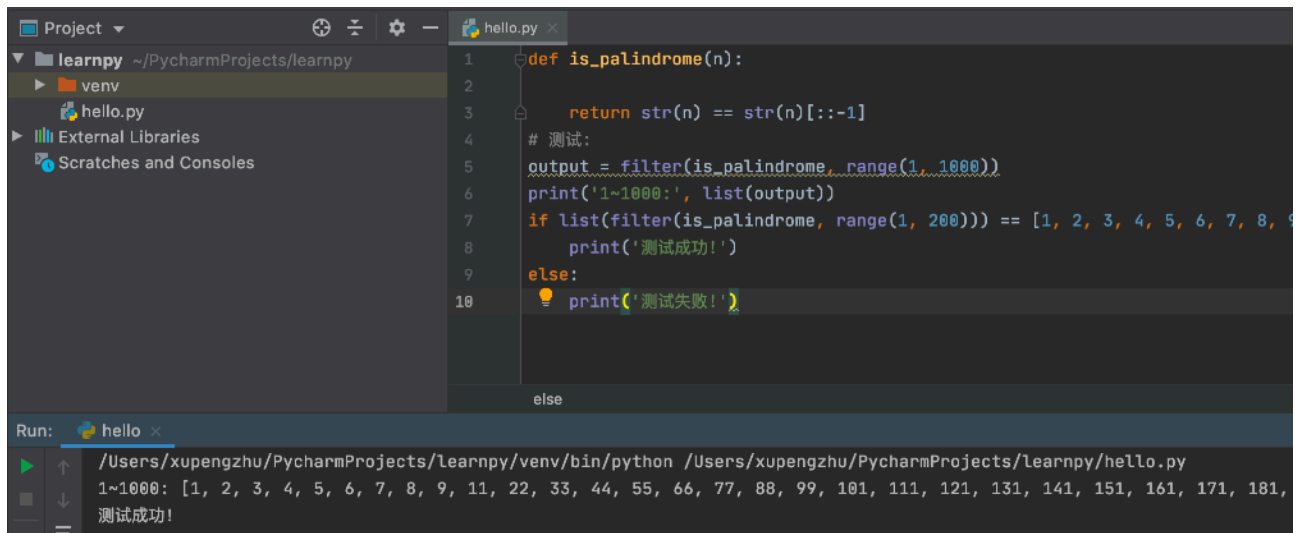 Project
learnpy ~/PycharmProjects/learnpy
venv
hello.py
External Libraries
Scratches and Consoles
hello.py
1 def is_palindrome(n):
2
3 return str(n) == str(n)[::-1]
4 # 测试:
5 output = filter(is_palindrome, range(1, 1000))
6 print('1~1000:', list(output))
7 if list(filter(is_palindrome, range(1, 200))) == [1, 2, 3, 4, 5, 6, 7, 8, 9
8 print('测试成功!')
9 else:
10 print('测试失败!')
else
Run: hello
/Users/xupengzhu/PycharmProjects/learnpy/venv/bin/python /Users/xupengzhu/PycharmProjects/learnpy/hello.py
1~1000: [1, 2, 3, 4, 5, 6, 7, 8, 9, 11, 22, 33, 44, 55, 66, 77, 88, 99, 101, 111, 121, 131, 141, 151, 161, 171, 181,
测试成功!